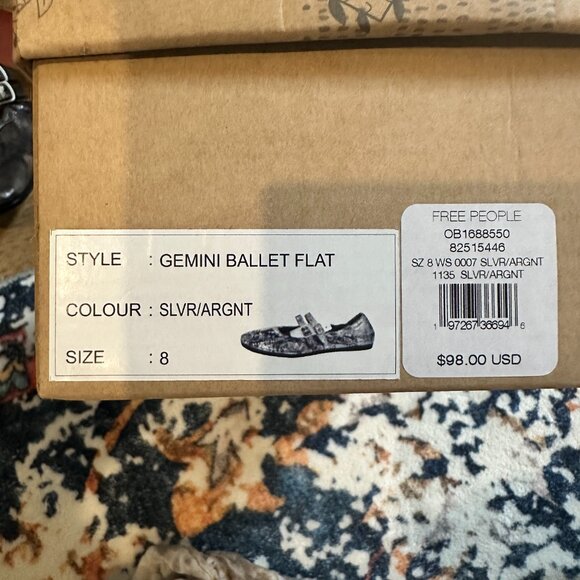 STYLE : GEMINI BALLET FLAT
COLOUR : SLVR/ARGNT
SIZE : 8
FREE PEOPLE
OB1688550
82515446
SZ 8 WS 0007 SLVR/ARGNT
1135 SLVR/ARGNT
1 97267 36694 6
$98.00 USD